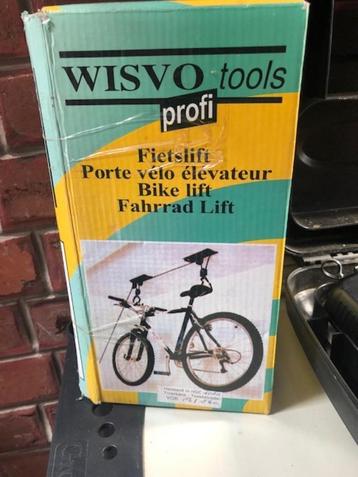 WISVO tools
profi
Fietslift
Porte vélo élévateur
Bike lift
Fahrrad Lift